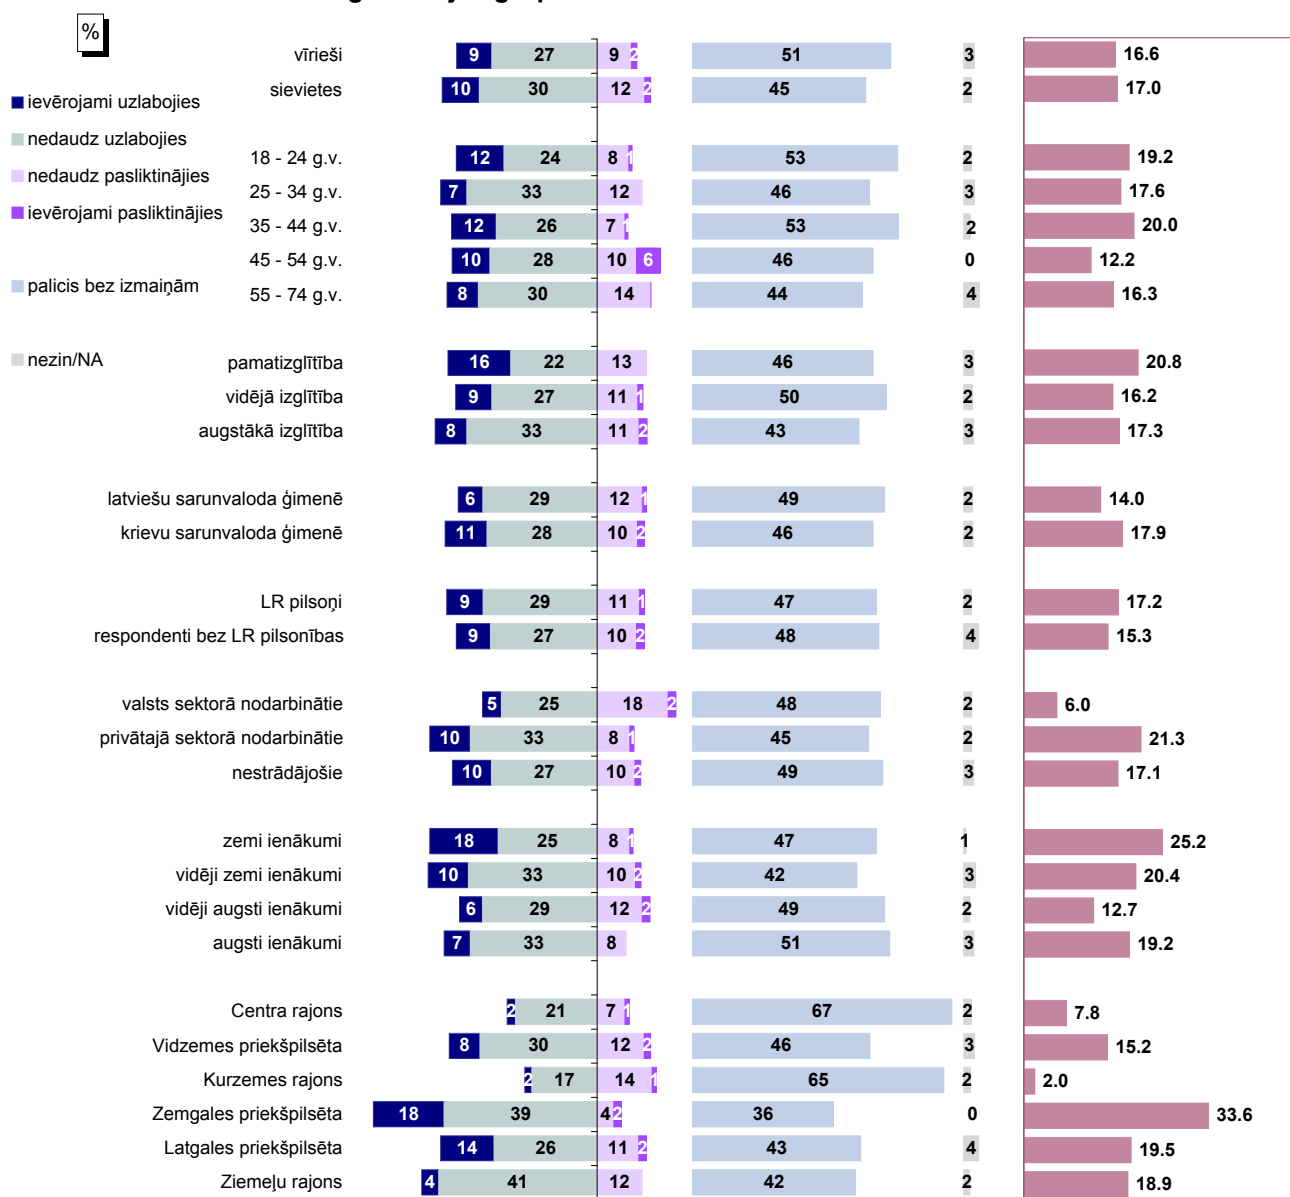 %
ievērojami uzlabojies
nedaudz uzlabojies
nedaudz pasliktinājies
ievērojami pasliktinājies
palicis bez izmaiņām
nezin/NA
vīrieši 9 27 9 2 51 3 16.6
sievietes 10 30 12 2 45 2 17.0
18 - 24 g.v. 12 24 8 1 53 2 19.2
25 - 34 g.v. 7 33 12 46 3 17.6
35 - 44 g.v. 12 26 7 1 53 2 20.0
45 - 54 g.v. 10 28 10 6 46 0 12.2
55 - 74 g.v. 8 30 14 44 4 16.3
pamatizglītība 16 22 13 46 3 20.8
vidējā izglītība 9 27 11 1 50 2 16.2
augstākā izglītība 8 33 11 2 43 3 17.3
latviešu sarunvaloda ģimenē 6 29 12 1 49 2 14.0
krievu sarunvaloda ģimenē 11 28 10 2 46 2 17.9
LR pilsoņi 9 29 11 1 47 2 17.2
respondenti bez LR pilsonības 9 27 10 2 48 4 15.3
valsts sektorā nodarbinātie 5 25 18 2 48 2 6.0
privātajā sektorā nodarbinātie 10 33 8 1 45 2 21.3
nestrādājošie 10 27 10 2 49 3 17.1
zemi ienākumi 18 25 8 1 47 1 25.2
vidēji zemi ienākumi 10 33 10 2 42 3 20.4
vidēji augsti ienākumi 6 29 12 2 49 2 12.7
augsti ienākumi 7 33 8 51 3 19.2
Centra rajons 2 21 7 1 67 2 7.8
Vidzemes priekšpilsēta 8 30 12 2 46 3 15.2
Kurzemes rajons 2 17 14 1 65 2 2.0
Zemgales priekšpilsēta 18 39 4 2 36 0 33.6
Latgales priekšpilsēta 14 26 11 2 43 4 19.5
Ziemeļu rajons 4 41 12 42 2 18.9